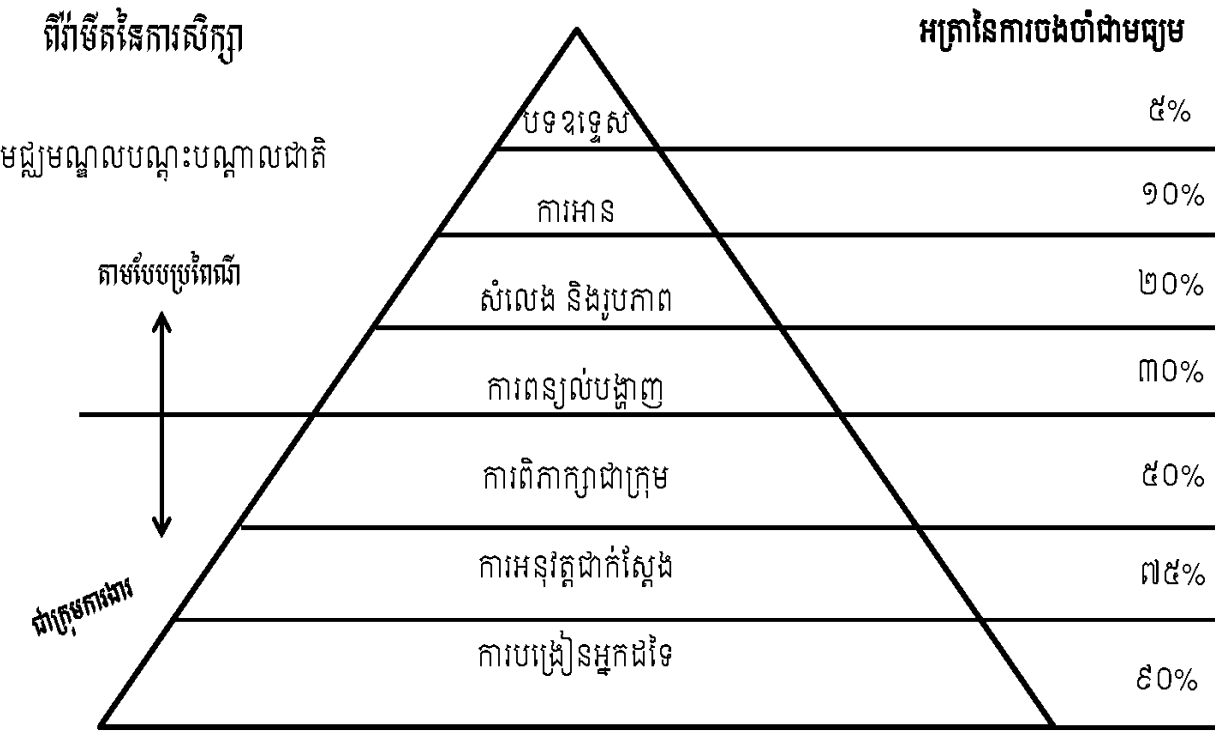 ពីរ៉ាមីតនៃការសិក្សា
អត្រានៃការចងចាំជាមធ្យម
មជ្ឈមណ្ឌលបណ្តុះបណ្តាលជាតិ
បទឧទ្ទេស
៥%
ការអាន
១០%
តាមបែបប្រពៃណី
សំលេង និងរូបភាព
២០%
ការពន្យល់បង្ហាញ
៣០%
ការពិភាក្សាជាក្រុម
៥០%
ការអនុវត្តជាក់ស្តែង
៧៥%
ជាក្រុមការងារ
ការបង្រៀនអ្នកដទៃ
៩០%